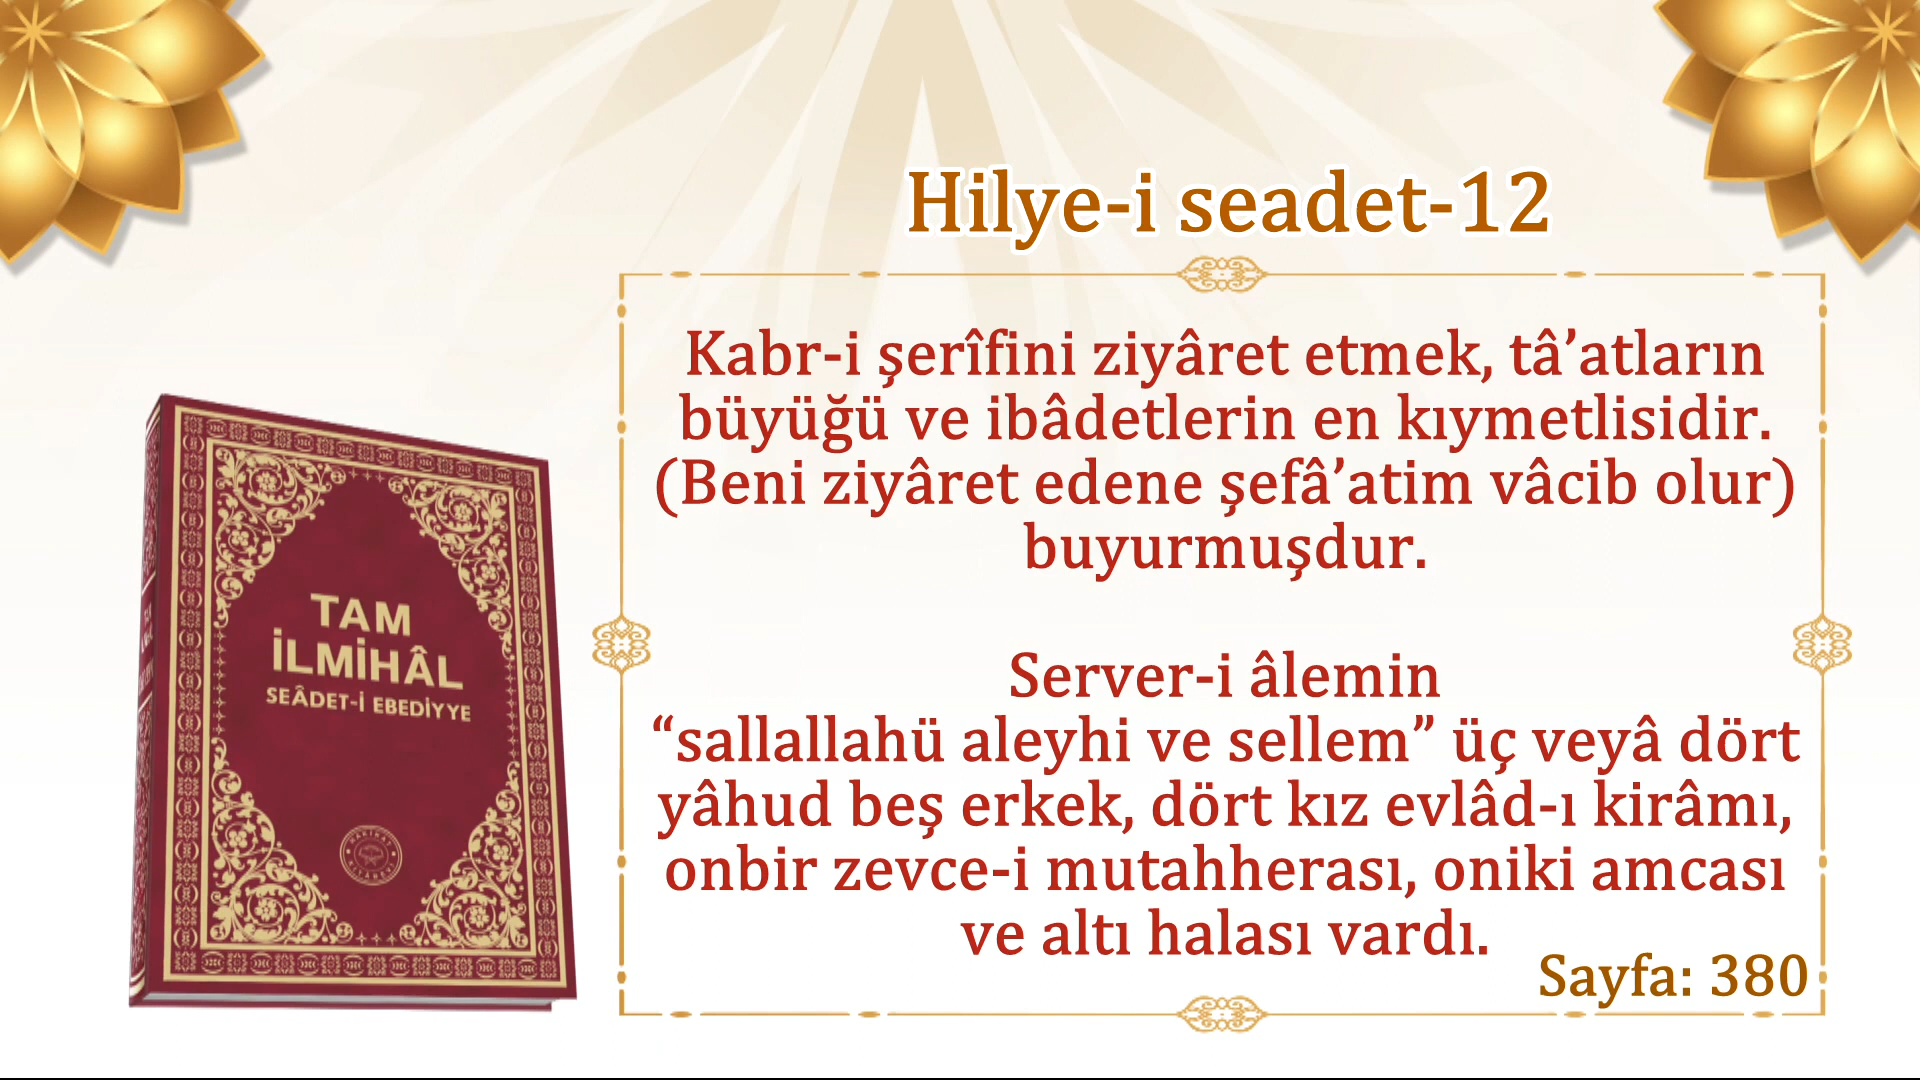 Hilye-i seadet-12
Kabr-i şerîfini ziyâret etmek, tâ’atların
büyüğü ve ibâdetlerin en kıymetlisidir.
(Beni ziyâret edene şefâ’atim vâcib olur)
buyurmuşdur.
Server-i âlemin
“sallallahü aleyhi ve sellem” üç veyâ dört
yâhud beş erkek, dört kız evlâd-ı kirâmı,
onbir zevce-i mutahherası, oniki amcası
ve altı halası vardı.
Sayfa: 380
TAM
İLMİHÂL
SEÂDET-İ EBEDİYYE